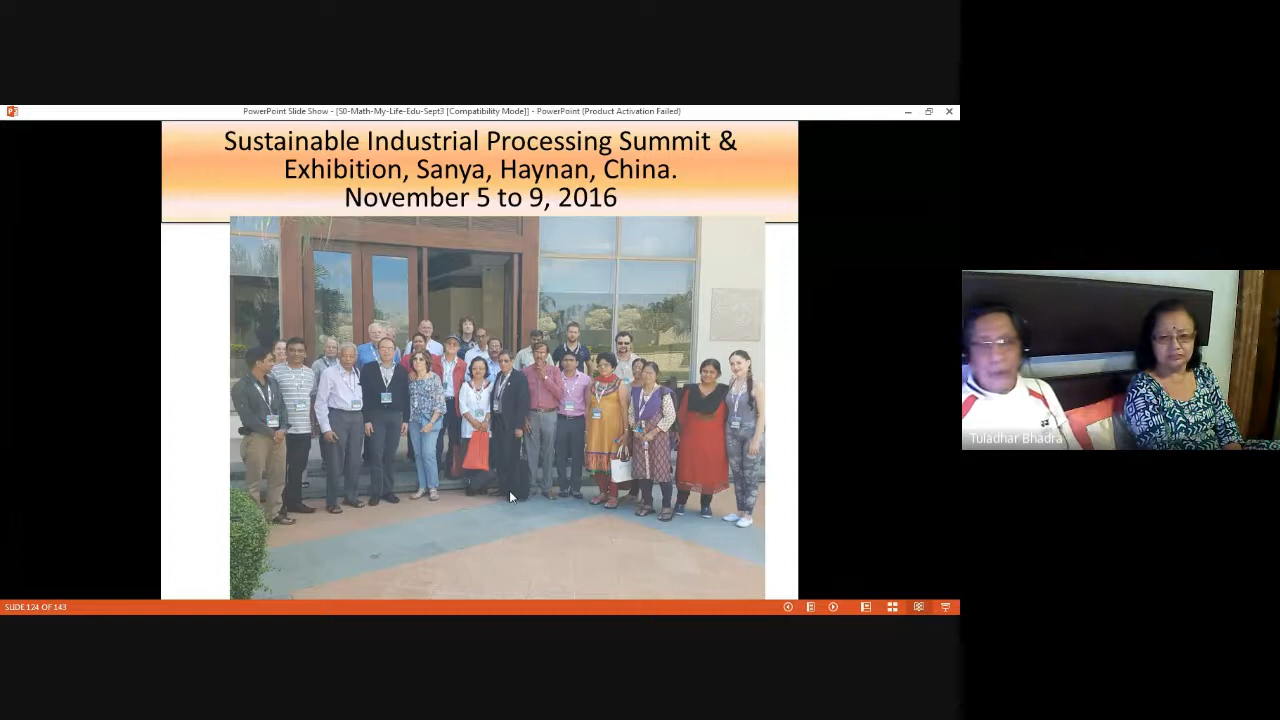 PowerPoint Slide Show - [S0-Math-My-Life-Edu-Sept3 [Compatibility Mode]] - PowerPoint (Product Activation Failed)
Sustainable Industrial Processing Summit &
Exhibition, Sanya, Haynan, China.
November 5 to 9, 2016
Tuladhar Bhadra
SLIDE 124 OF 143